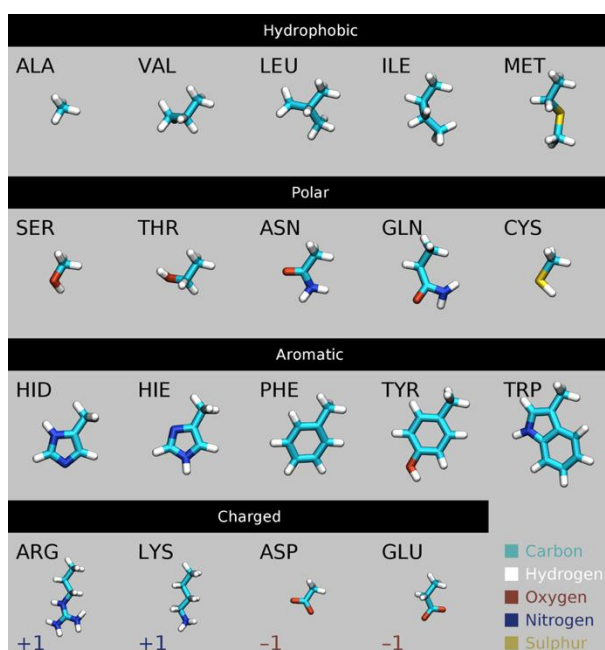 Hydrophobic
ALA VAL LEU ILE MET
Polar
SER THR ASN GLN CYS
Aromatic
HID HIE PHE TYR TRP
Charged
ARG LYS ASP GLU
Carbon
Hydrogen
Oxygen
Nitrogen
Sulphur
+1 +1 −1 −1